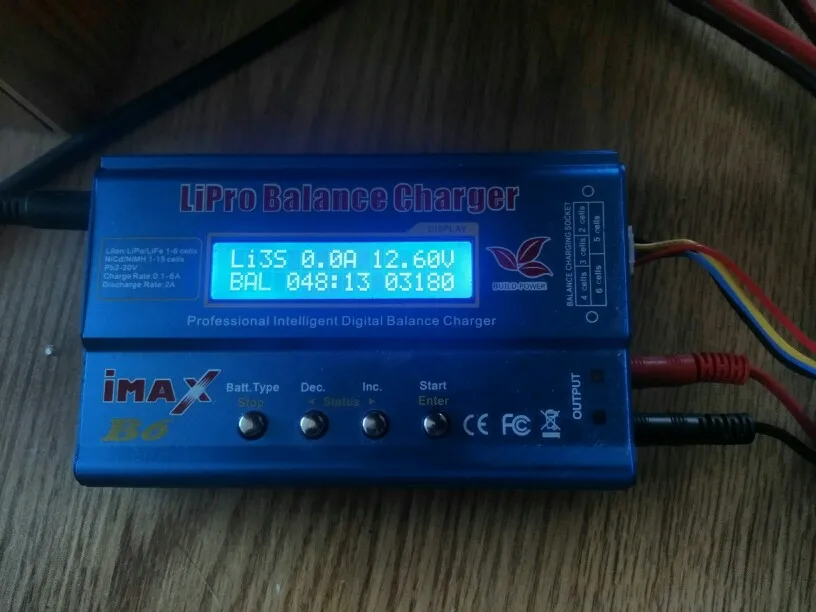 LiPro Balance Charger
DISPLAY
LiIon/LiPo/LiFe 1-6 cells
NiCd/NiMH 1-15 cells
Pb2-20V
Charge Rate:0.1-6A
Discharge Rate:2A
Li3S 0.0A 12.60V
BAL 048:13 03180
BUILD-POWER
Professional Intelligent Digital Balance Charger
BALANCE CHARGING SOCKET
2 cells
3 cells
4 cells
5 cells
6 cells
iMAX
B6
Batt.Type
Stop
Dec.
Inc.
◄ Status ►
Start
Enter
CE FC
OUTPUT